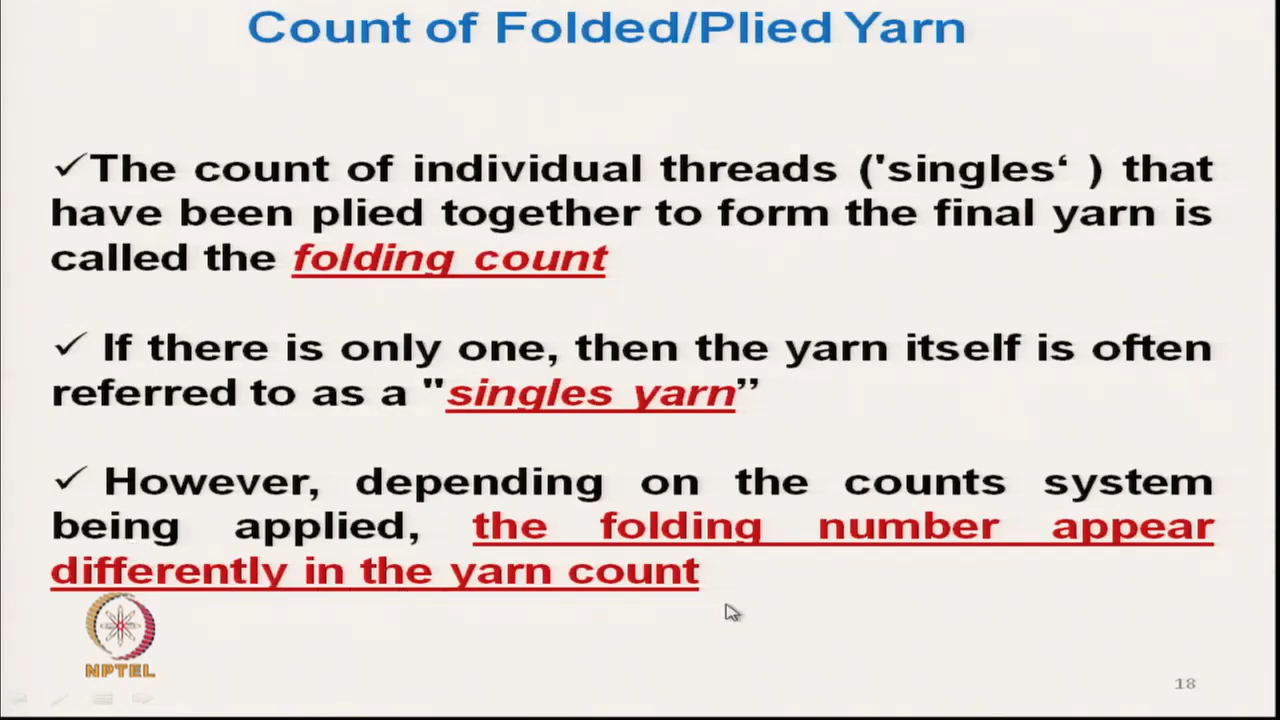 Count of Folded/Plied Yarn
✓The count of individual threads ('singles‘ ) that
have been plied together to form the final yarn is
called the folding count
✓ If there is only one, then the yarn itself is often
referred to as a "singles yarn”
✓ However, depending on the counts system
being applied, the folding number appear
differently in the yarn count
NPTEL
18